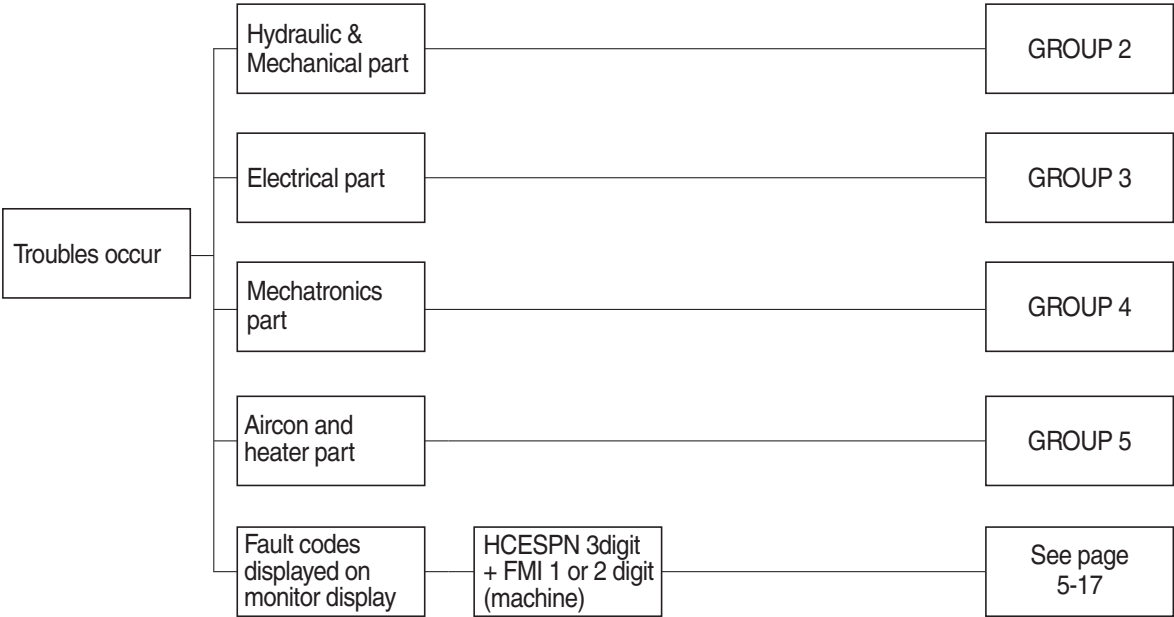 Troubles occur
Hydraulic &
Mechanical part
GROUP 2
Electrical part
GROUP 3
Mechatronics
part
GROUP 4
Aircon and
heater part
GROUP 5
Fault codes
displayed on
monitor display
HCESPN 3digit
+ FMI 1 or 2 digit
(machine)
See page
5-17